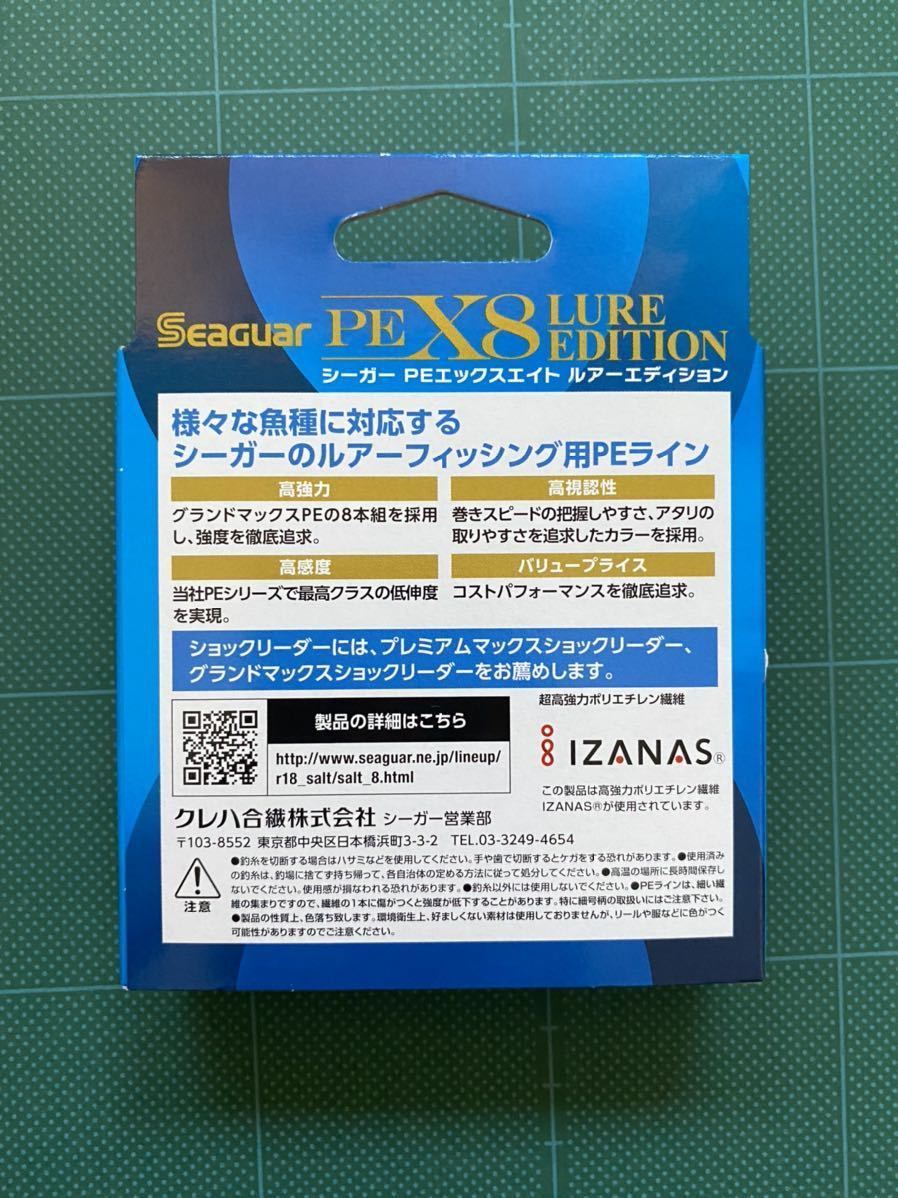 Seaguar PE X8 LURE EDITION
シーガー PEエックスエイト ルアーエディション
様々な魚種に対応する
シーガーのルアーフィッシング用PEライン
高強力
グランドマックスPEの8本組を採用
し、強度を徹底追求。
高視認性
巻きスピードの把握しやすさ、アタリの
取りやすさを追求したカラーを採用。
高感度
当社PEシリーズで最高クラスの低伸度
を実現。
バリュープライス
コストパフォーマンスを徹底追求。
ショックリーダーには、プレミアムマックスショックリーダー、
グランドマックスショックリーダーをお薦めします。
製品の詳細はこちら
http://www.seaguar.ne.jp/lineup/
r18_salt/salt_8.html
超高強力ポリエチレン繊維
IZANAS®
この製品は高強力ポリエチレン繊維
IZANAS®が使用されています。
クレハ合繊株式会社 シーガー営業部
〒103-8552 東京都中央区日本橋浜町3-3-2 TEL.03-3249-4654
注意
●釣糸を切断する場合はハサミなどを使用してください。手や歯で切断するとケガをする恐れがあります。●使用済み
の釣糸は、釣場に捨てず持ち帰って、各自治体の定める方法に従って処分してください。●高温の場所に長時間保存し
ないでください。使用感が損なわれる恐れがあります。●釣糸以外には使用しないでください。●PEラインは、細い繊
維の集まりですので、繊維の1本に傷がつくと強度が低下することがあります。特に細号柄の取扱いにはご注意下さい。
●製品の性質上、色落ち致します。環境衛生上、好ましくない素材は使用しておりませんが、リールや服などに色がつく
可能性がありますのでご注意ください。